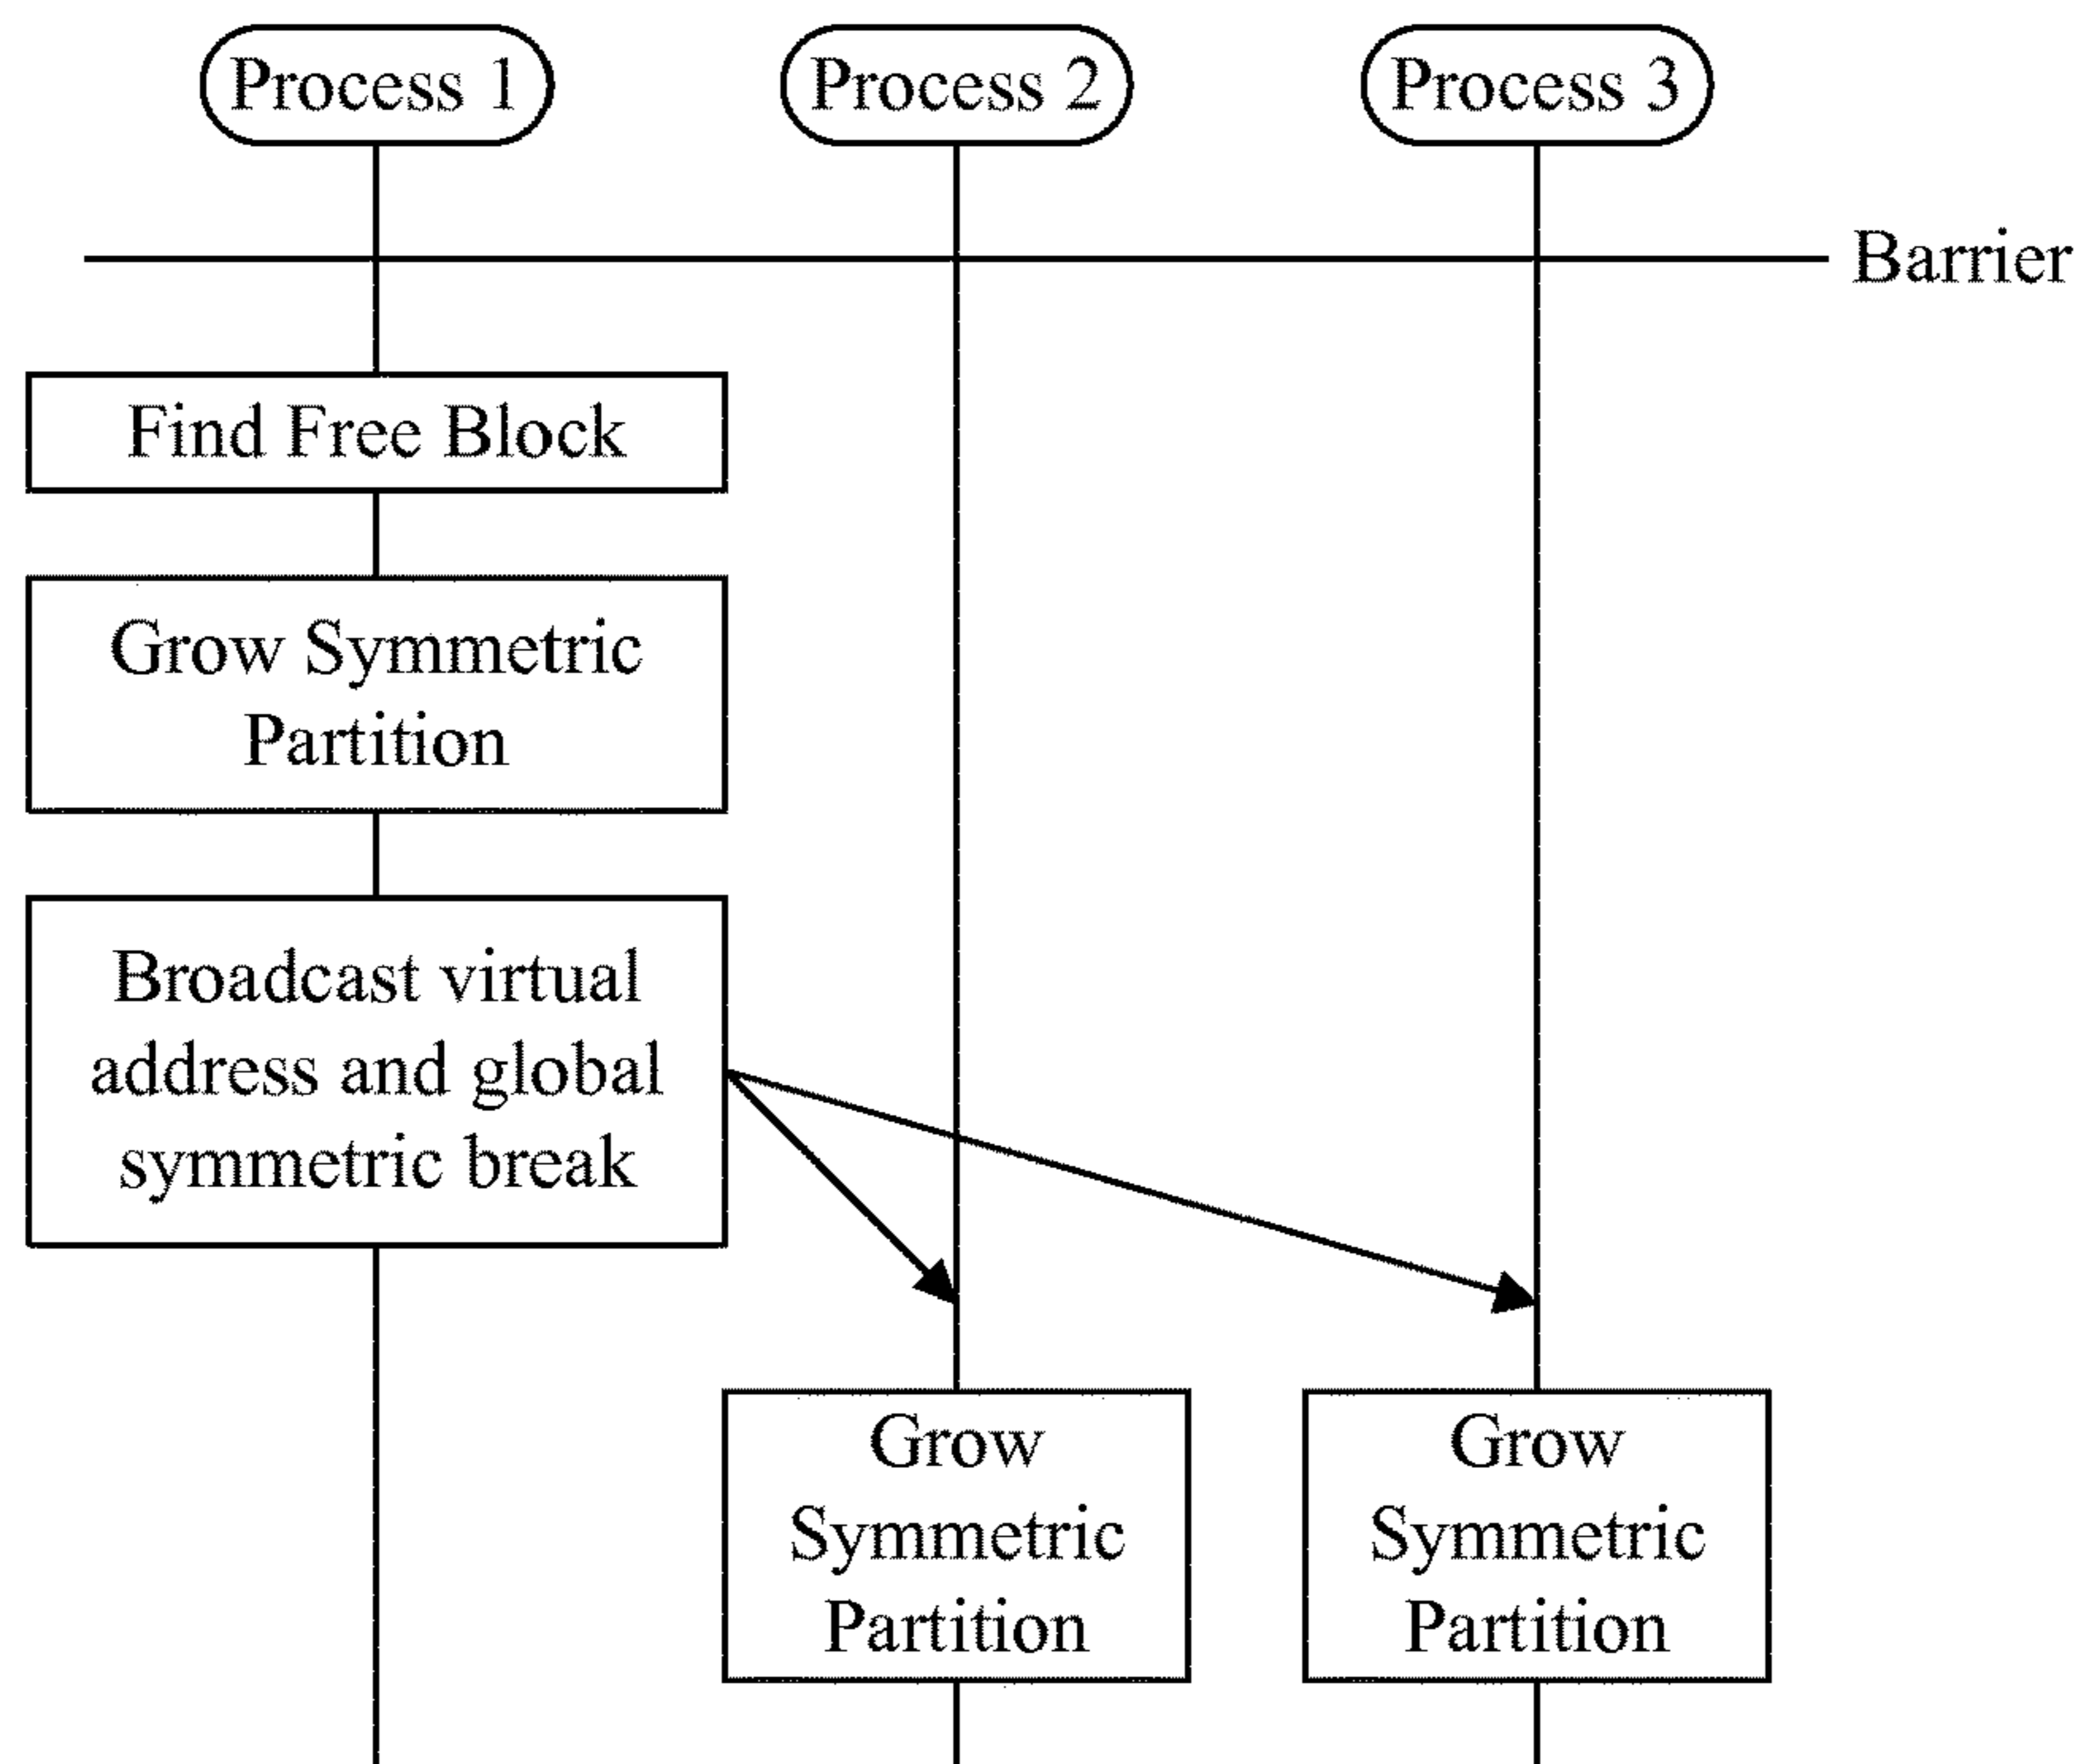 Process 1
Process 2
Process 3
Barrier
Find Free Block
Grow Symmetric
Partition
Broadcast virtual
address and global
symmetric break
Grow
Symmetric
Partition
Grow
Symmetric
Partition